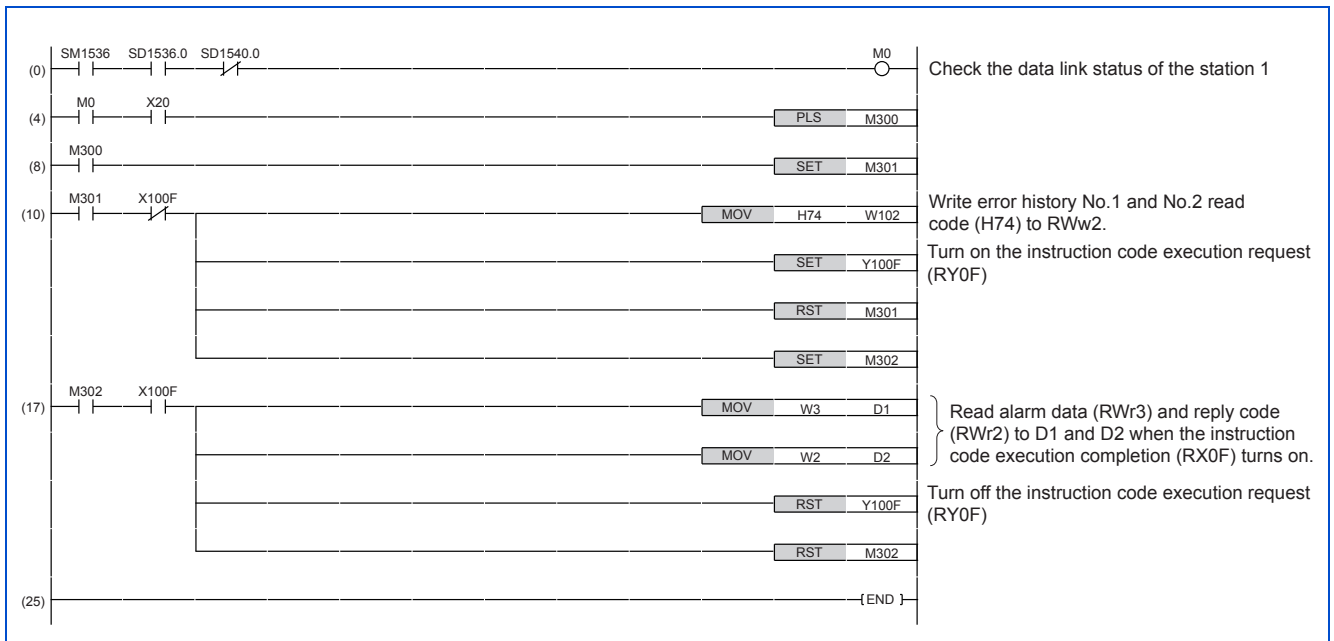 SM1536 SD1536.0 SD1540.0 M0
(0) Check the data link status of the station 1
M0 X20
(4) PLS M300
M300
(8) SET M301
M301 X100F
(10) MOV H74 W102
Write error history No.1 and No.2 read
code (H74) to RWw2.
SET Y100F
Turn on the instruction code execution request
(RY0F)
RST M301
SET M302
M302 X100F
(17) MOV W3 D1
MOV W2 D2
Read alarm data (RWr3) and reply code
(RWr2) to D1 and D2 when the instruction
code execution completion (RX0F) turns on.
RST Y100F
Turn off the instruction code execution request
(RY0F)
RST M302
(25) END